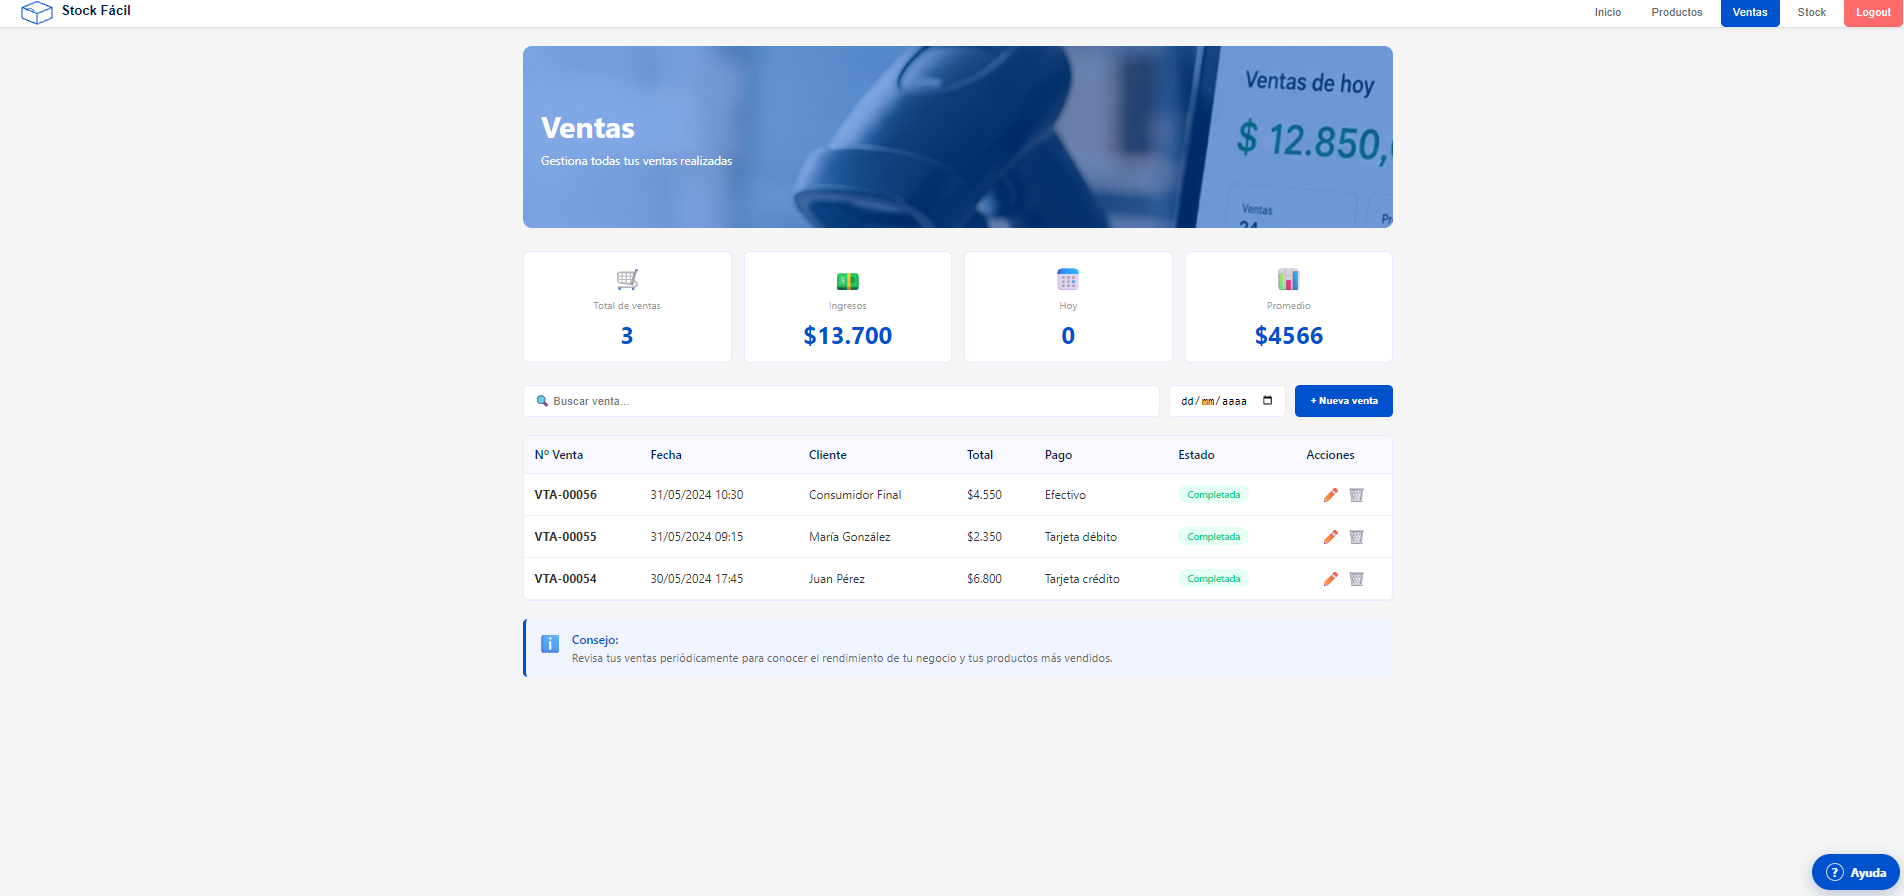 Stock Fácil
Inicio Productos Ventas Stock Logout
Ventas
Gestiona todas tus ventas realizadas
Ventas de hoy
$ 12.850,
Ventas
24
Total de ventas
3
Ingresos
$13.700
Hoy
0
Promedio
$4566
Buscar venta...
dd/mm/aaaa
+ Nueva venta
Nº Venta Fecha Cliente Total Pago Estado Acciones
VTA-00056 31/05/2024 10:30 Consumidor Final $4.550 Efectivo Completada
VTA-00055 31/05/2024 09:15 María González $2.350 Tarjeta débito Completada
VTA-00054 30/05/2024 17:45 Juan Pérez $6.800 Tarjeta crédito Completada
Consejo:
Revisa tus ventas periódicamente para conocer el rendimiento de tu negocio y tus productos más vendidos.
? Ayuda